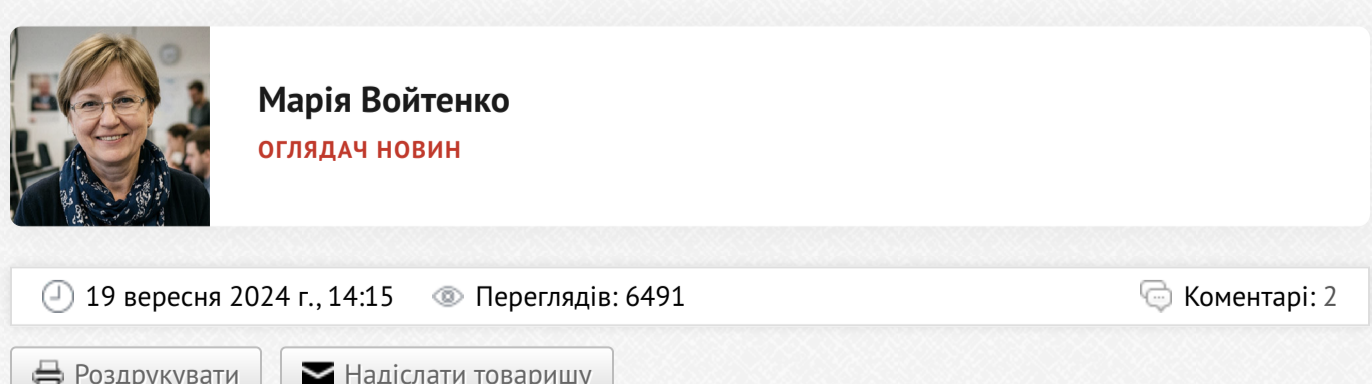 Марія Войтенко
ОГЛЯДАЧ НОВИН
19 вересня 2024 г., 14:15 Переглядів: 6491 Коментарі: 2
Роздрукувати Надіслати товаришу